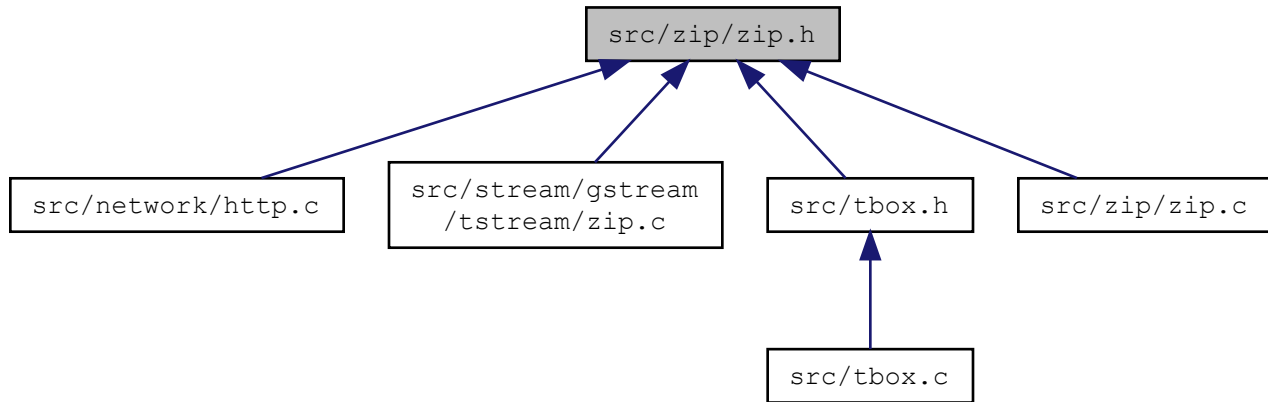 src/zip/zip.h
src/network/http.c
src/stream/gstream
/tstream/zip.c
src/tbox.h
src/zip/zip.c
src/tbox.c